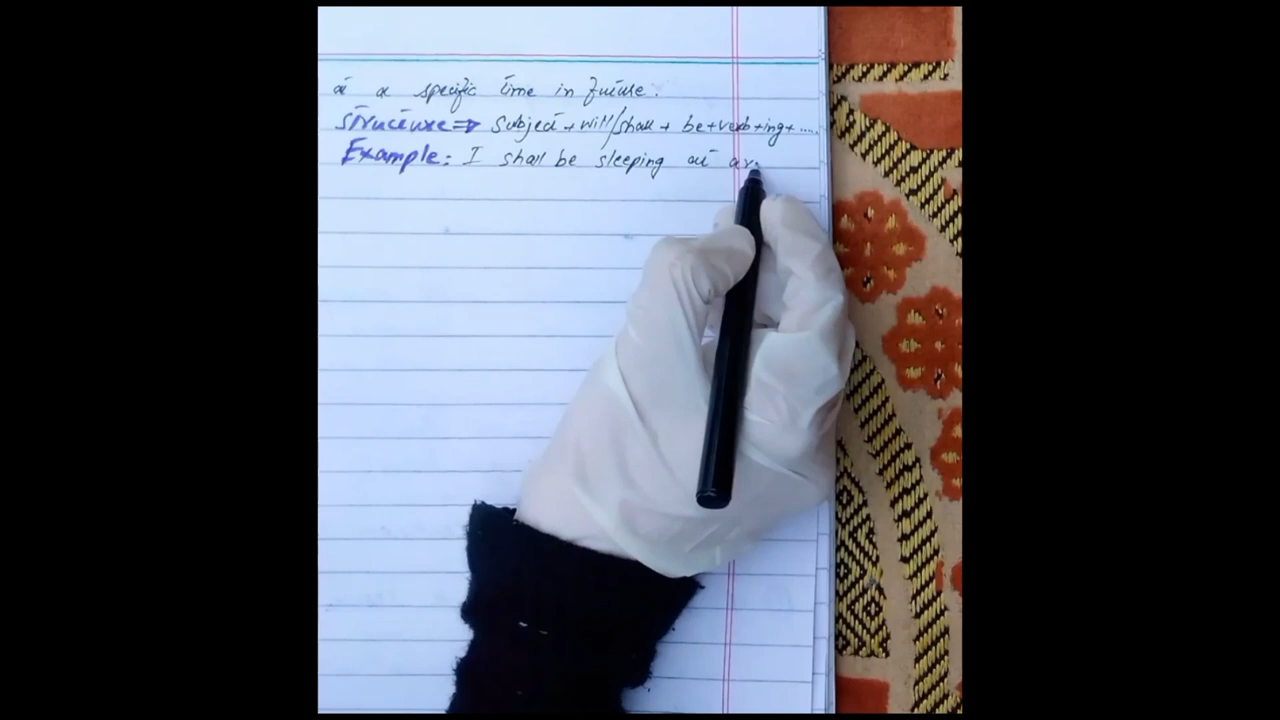 at a specific time in future.
Structure⇒ Subject+will/shall + be+verb+ing+....
Example: I shall be sleeping at